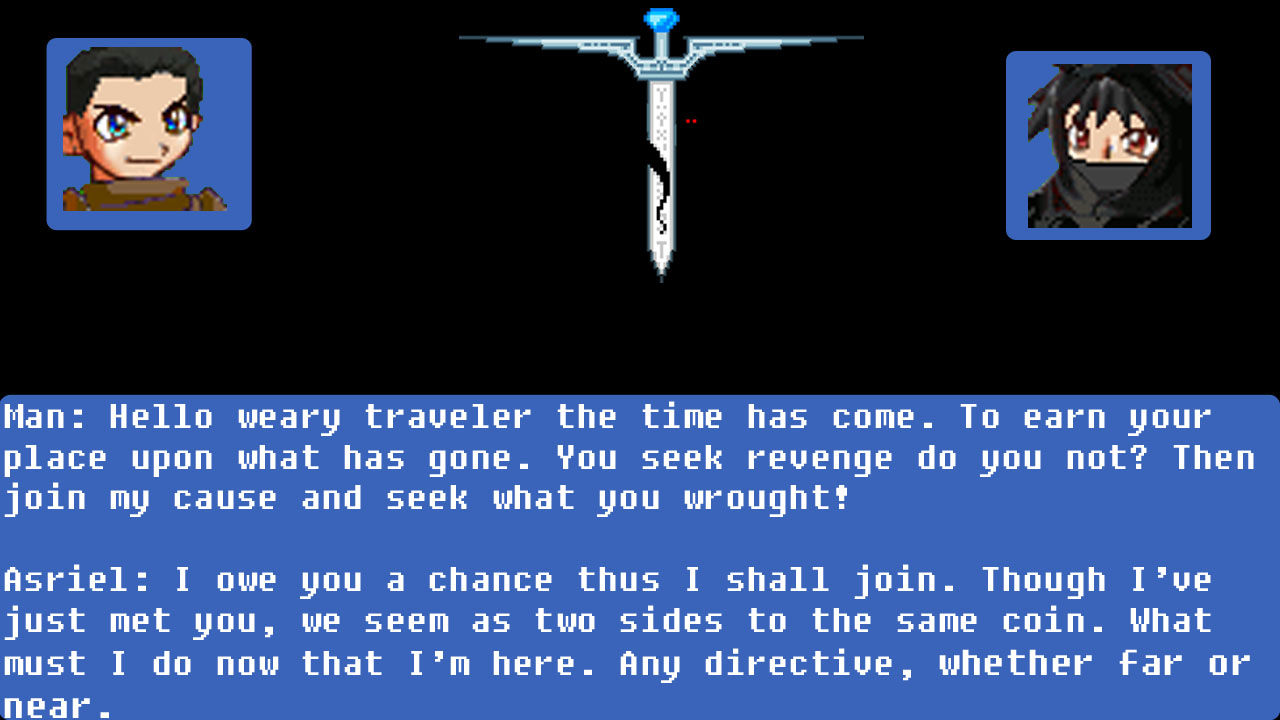 Man: Hello weary traveler the time has come. To earn your
place upon what has gone. You seek revenge do you not? Then
join my cause and seek what you wrought!
Asriel: I owe you a chance thus I shall join. Though I've
just met you, we seem as two sides to the same coin. What
must I do now that I'm here. Any directive, whether far or
near.